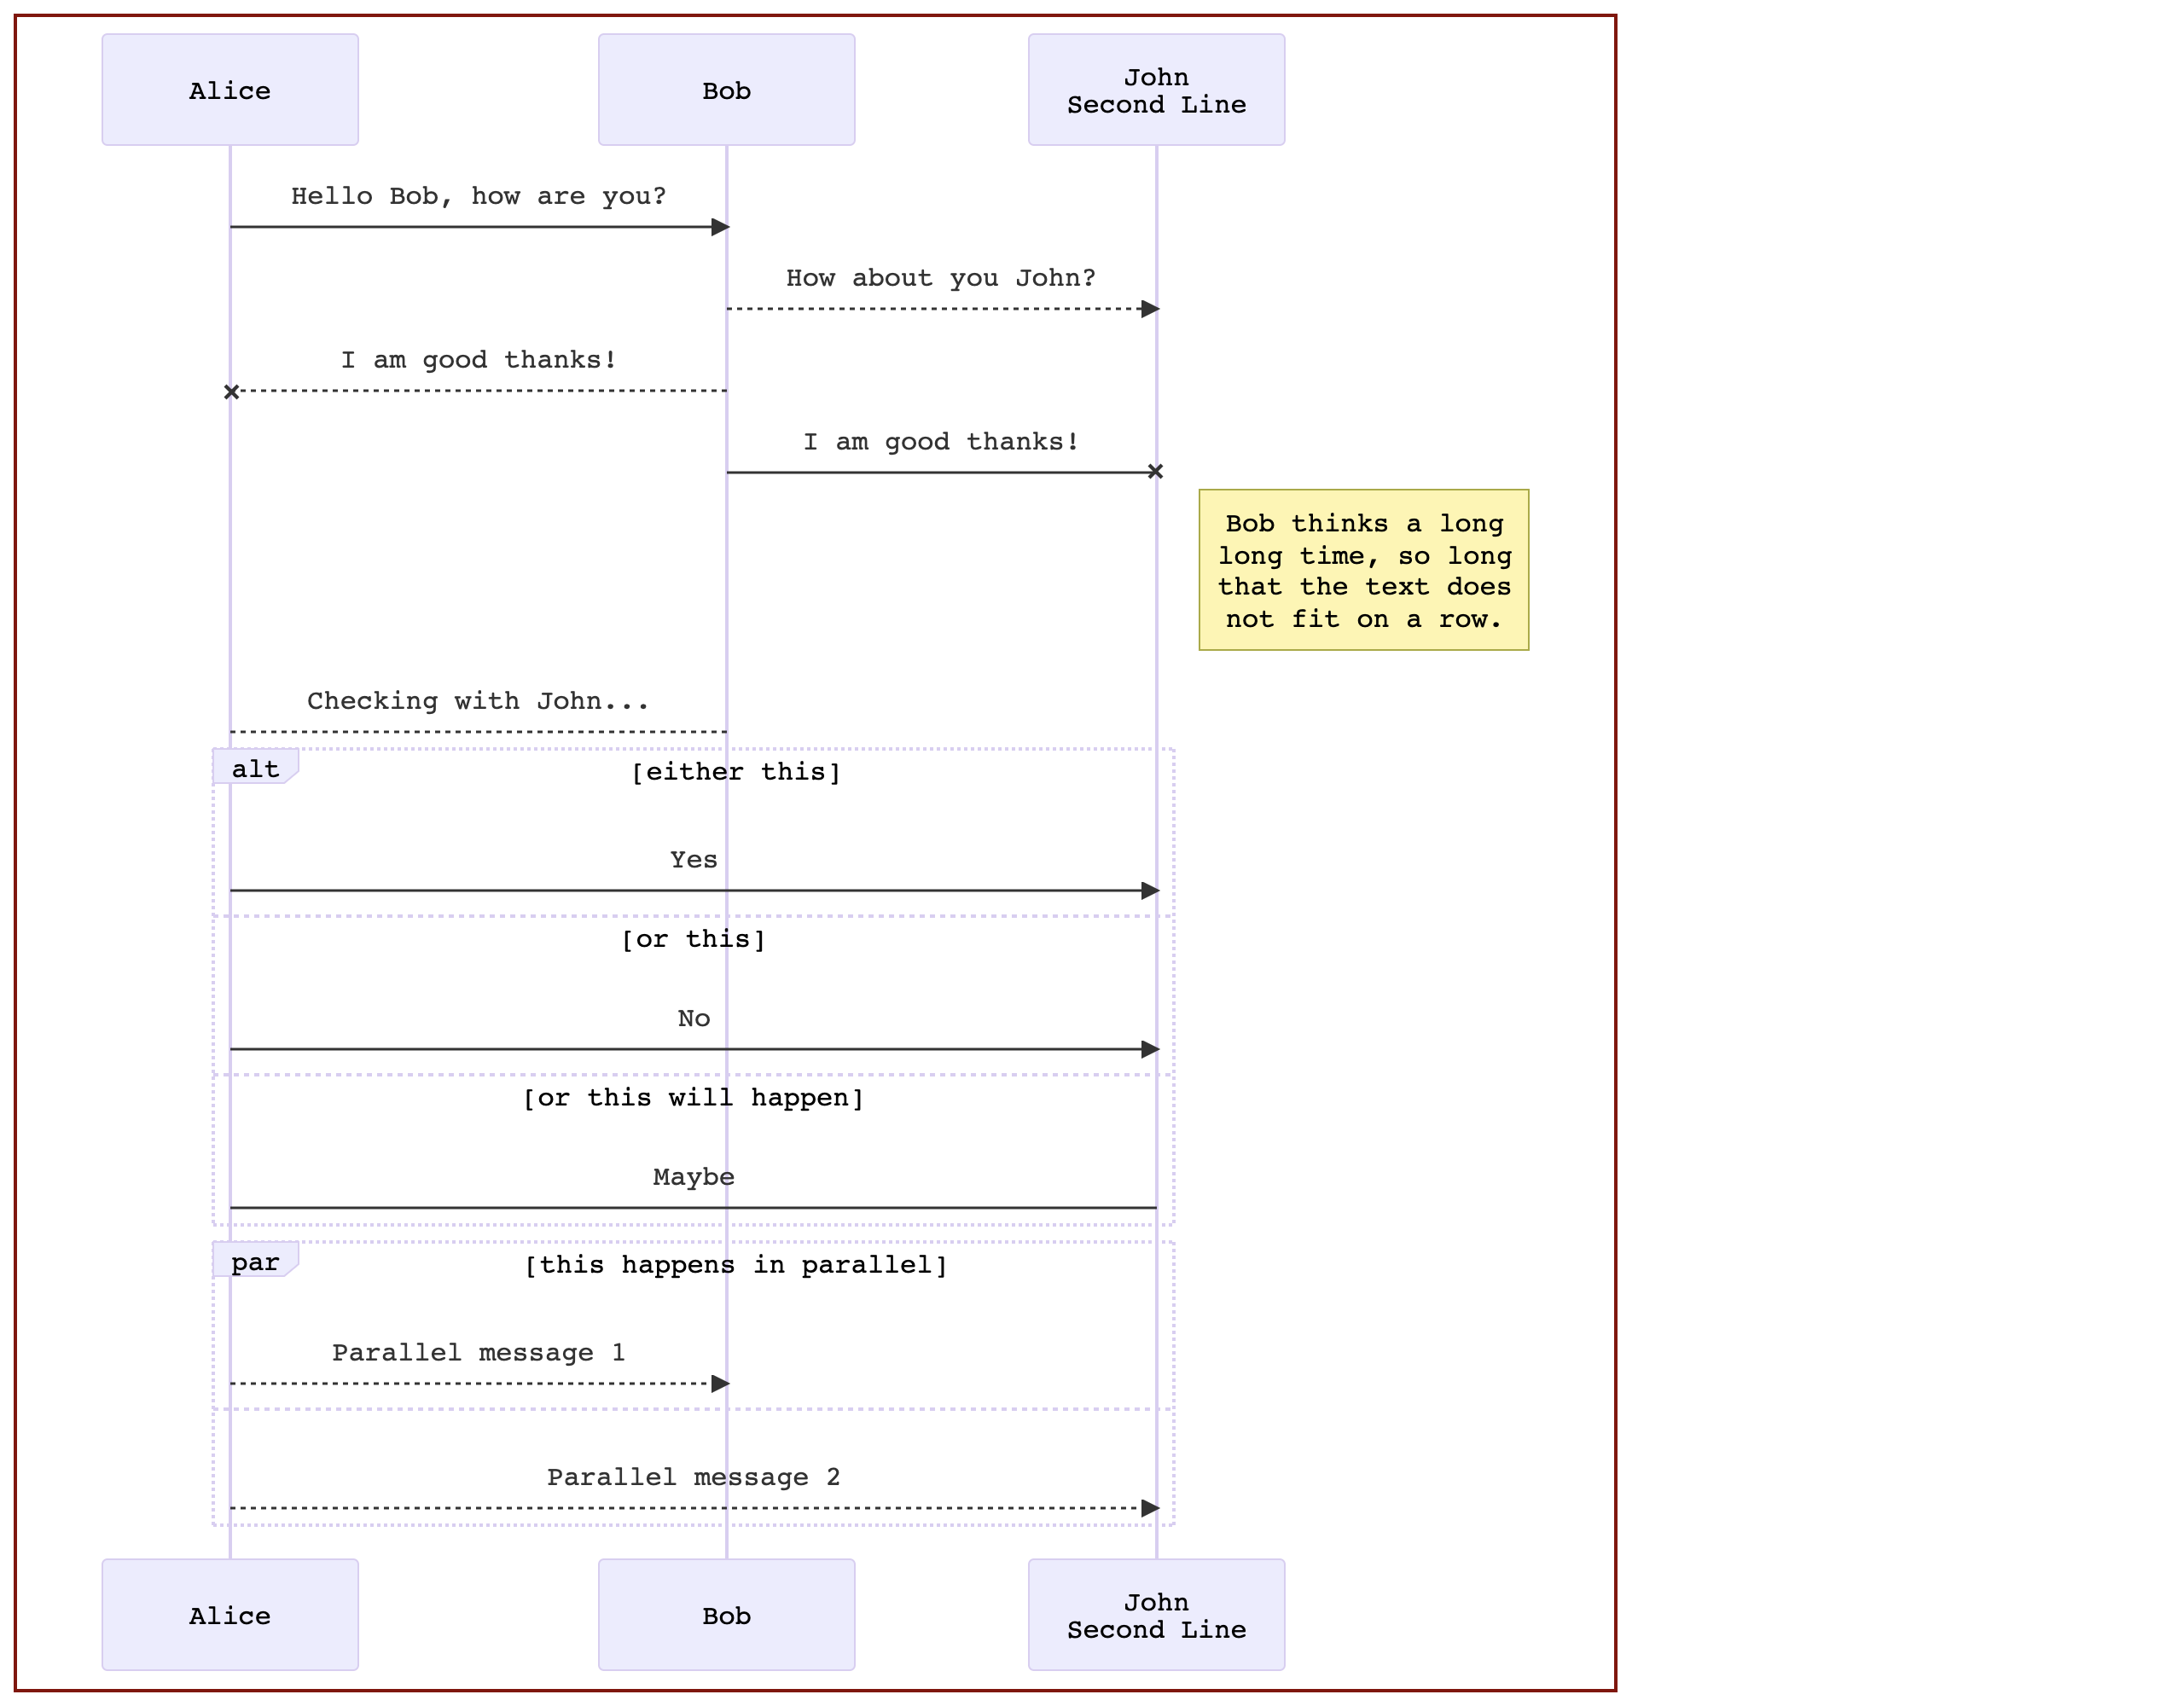 Alice
Bob
John
Second Line
Hello Bob, how are you?
How about you John?
I am good thanks!
I am good thanks!
Bob thinks a long
long time, so long
that the text does
not fit on a row.
Checking with John...
alt
[either this]
Yes
[or this]
No
[or this will happen]
Maybe
par
[this happens in parallel]
Parallel message 1
Parallel message 2
Alice
Bob
John
Second Line